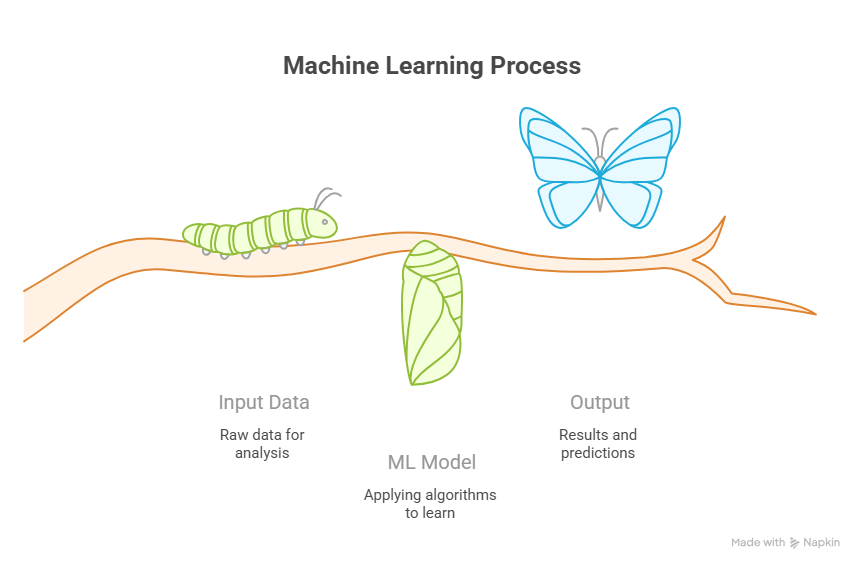 Machine Learning Process
Input Data
Raw data for
analysis
ML Model
Applying algorithms
to learn
Output
Results and
predictions
Made with Napkin